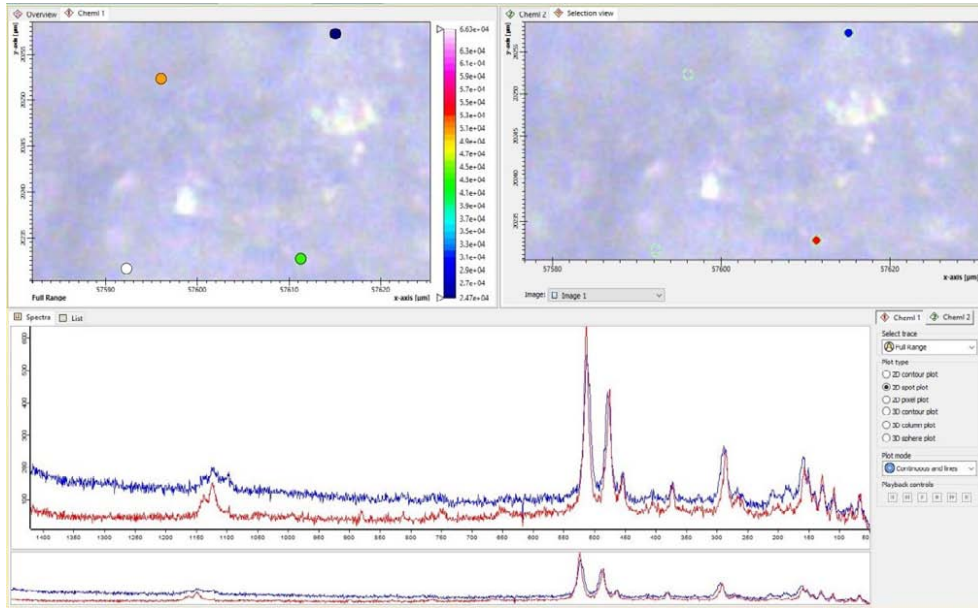 Overview Cheml 1
6.63e+04
6.3e+04
6.1e+04
5.9e+04
5.7e+04
5.5e+04
5.3e+04
5.1e+04
4.9e+04
4.7e+04
4.5e+04
4.3e+04
4.1e+04
3.9e+04
3.7e+04
3.5e+04
3.3e+04
3.1e+04
2.9e+04
2.7e+04
2.47e+04
y-axis [µm]
57590 57600 57610 57620
Full Range x-axis [µm]
Cheml 2 Selection view
y-axis [µm]
57580 57600 57620
x-axis [µm]
Image: Image 1
Spectra List
600
500
400
300
200
100
1400 1350 1300 1250 1200 1150 1100 1050 1000 950 900 850 800 750 700 650 600 550 500 450 400 350 300 250 200 150 100 50
Cheml 1 Cheml 2
Select trace
Full Range
Plot type
2D contour plot
2D spot plot
2D pixel plot
3D contour plot
3D column plot
3D sphere plot
Plot mode
Continuous and lines
Playback controls